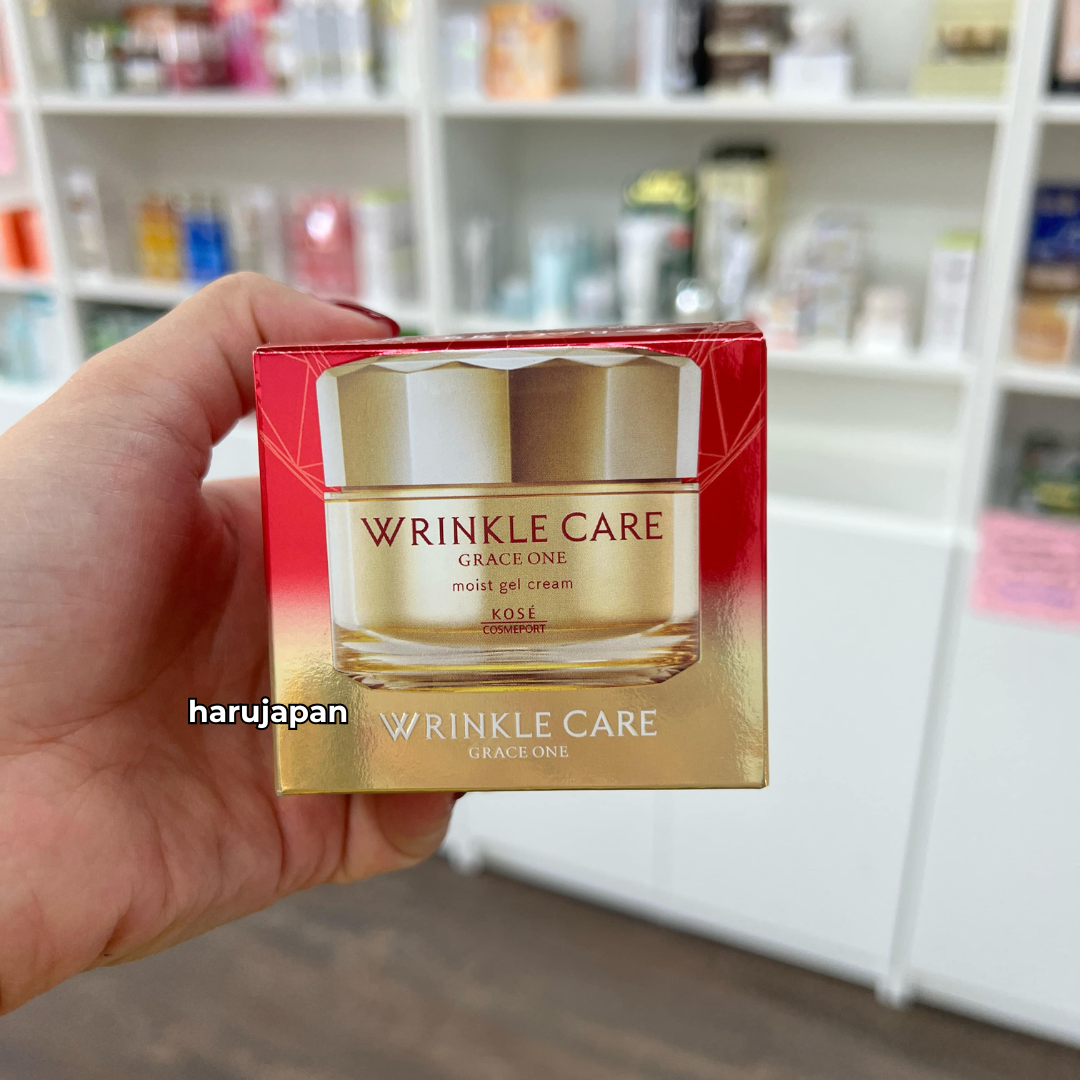 WRINKLE CARE
GRACE ONE
moist gel cream
KOSÉ
COSMEPORT
harujapan
WRINKLE CARE
GRACE ONE